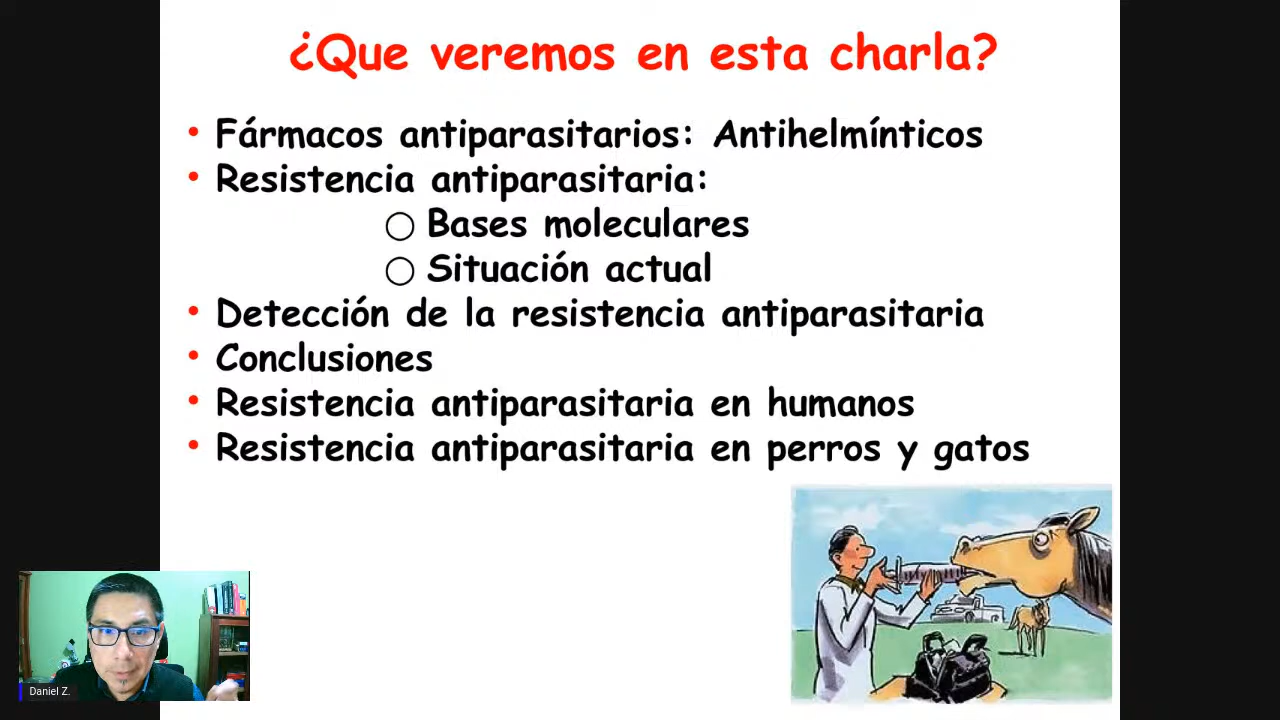 ¿Que veremos en esta charla?
• Fármacos antiparasitarios: Antihelmínticos
• Resistencia antiparasitaria:
○ Bases moleculares
○ Situación actual
• Detección de la resistencia antiparasitaria
• Conclusiones
• Resistencia antiparasitaria en humanos
• Resistencia antiparasitaria en perros y gatos
Daniel Z.